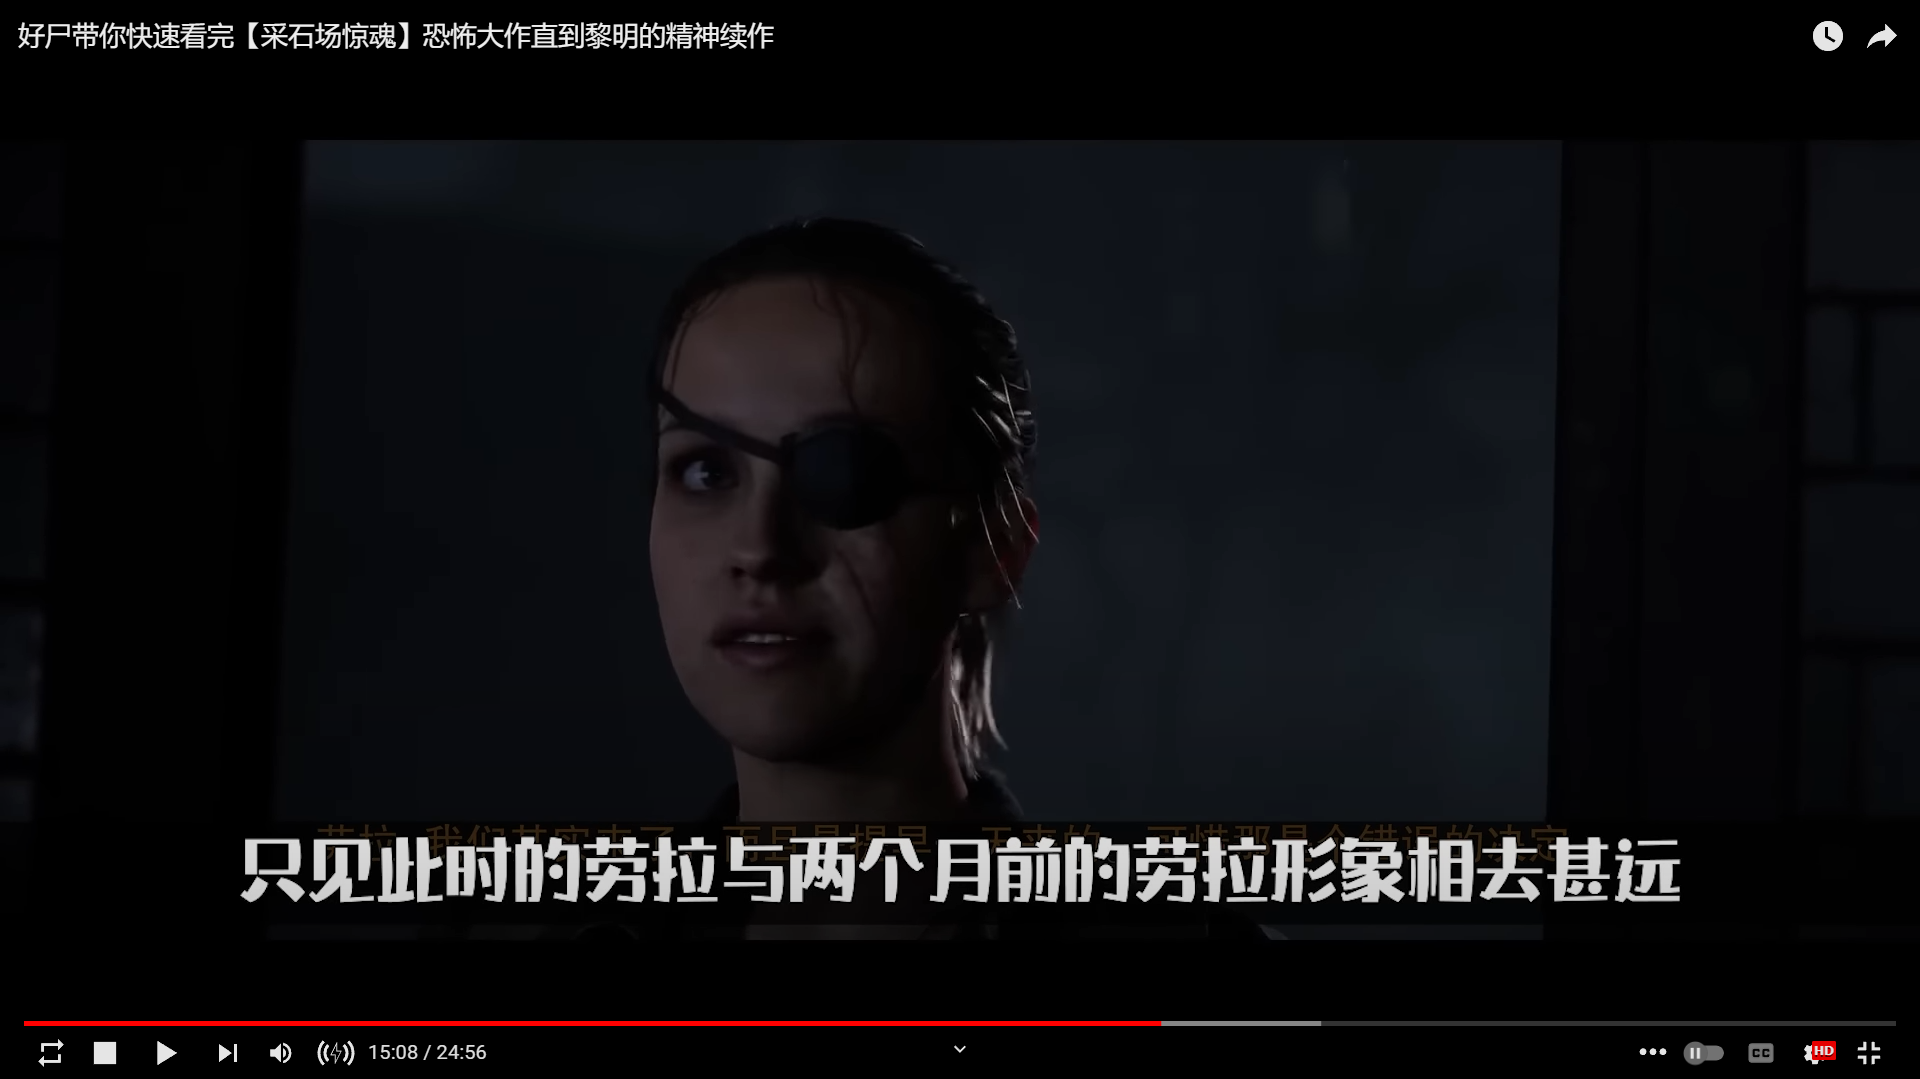 好尸带你快速看完【采石场惊魂】恐怖大作直到黎明的精神续作
只见此时的劳拉与两个月前的劳拉形象相去甚远
15:08 / 24:56
CC
HD